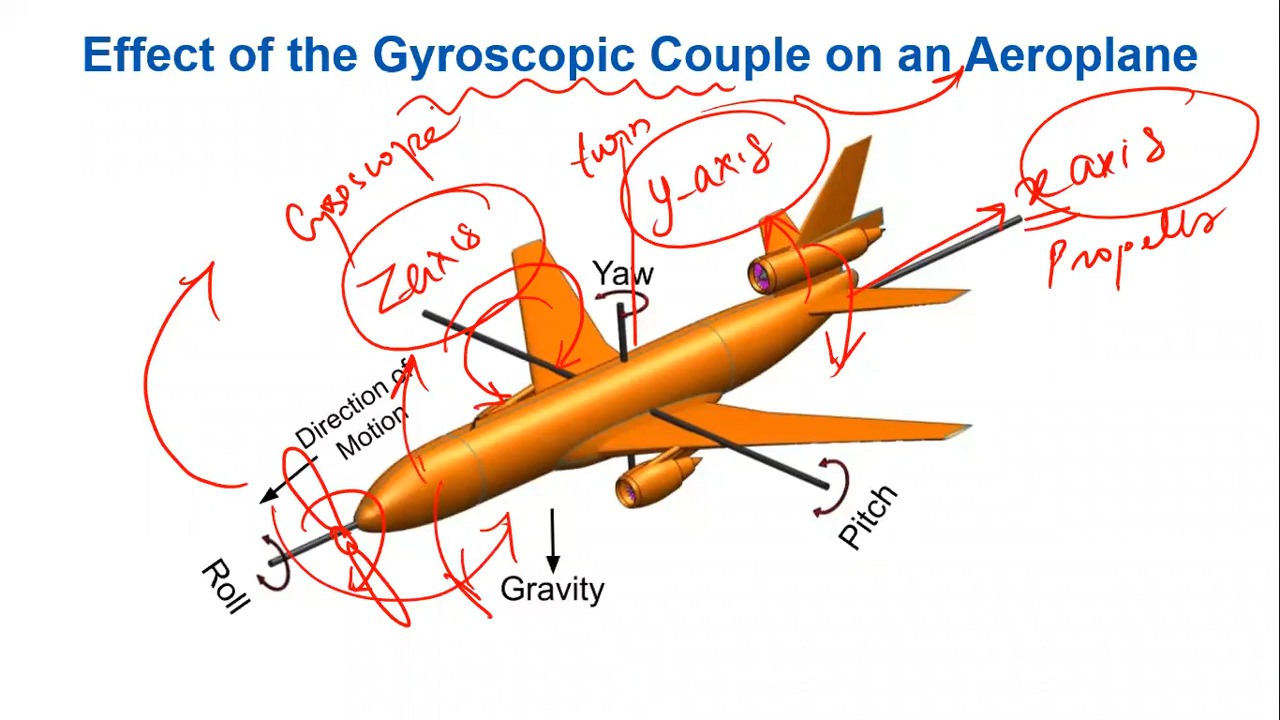 Effect of the Gyroscopic Couple on an Aeroplane
Gyroscope
turn
y-axis
x axis
Propells
Z axis
Yaw
Direction of
Motion
Roll
Gravity
Pitch